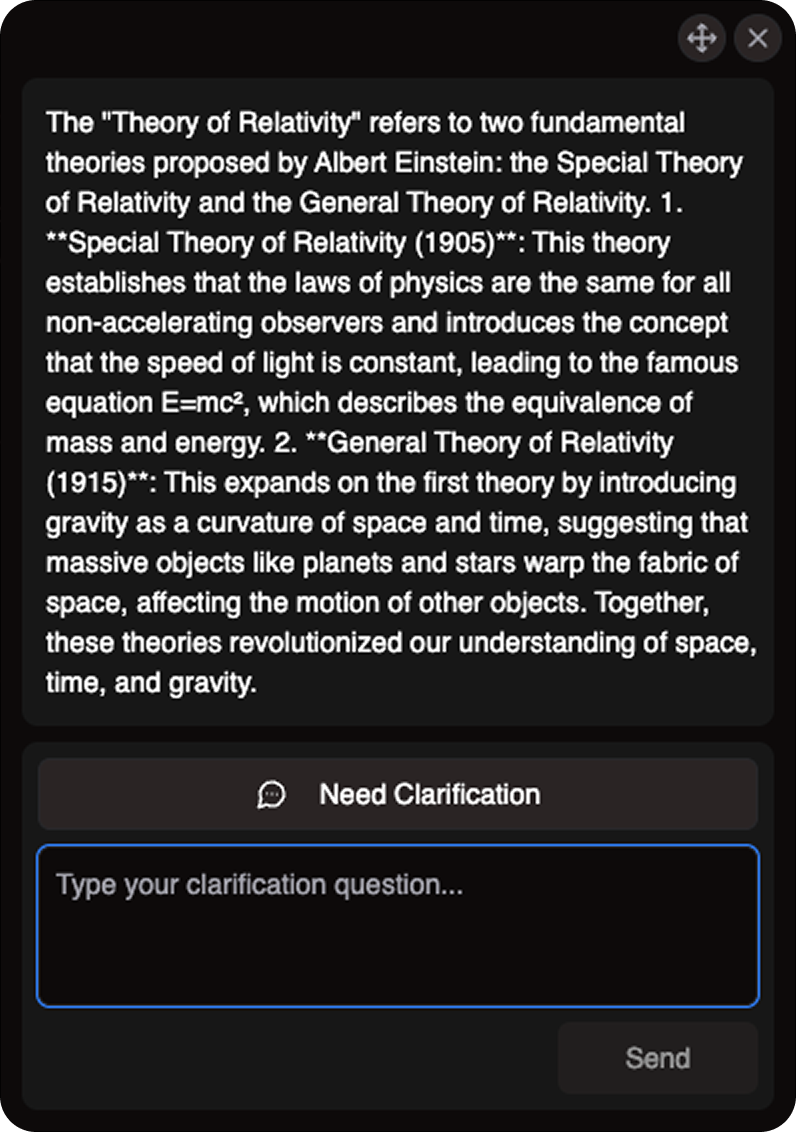 The "Theory of Relativity" refers to two fundamental
theories proposed by Albert Einstein: the Special Theory
of Relativity and the General Theory of Relativity. 1.
**Special Theory of Relativity (1905)**: This theory
establishes that the laws of physics are the same for all
non-accelerating observers and introduces the concept
that the speed of light is constant, leading to the famous
equation E=mc², which describes the equivalence of
mass and energy. 2. **General Theory of Relativity
(1915)**: This expands on the first theory by introducing
gravity as a curvature of space and time, suggesting that
massive objects like planets and stars warp the fabric of
space, affecting the motion of other objects. Together,
these theories revolutionized our understanding of space,
time, and gravity.
Need Clarification
Type your clarification question...
Send